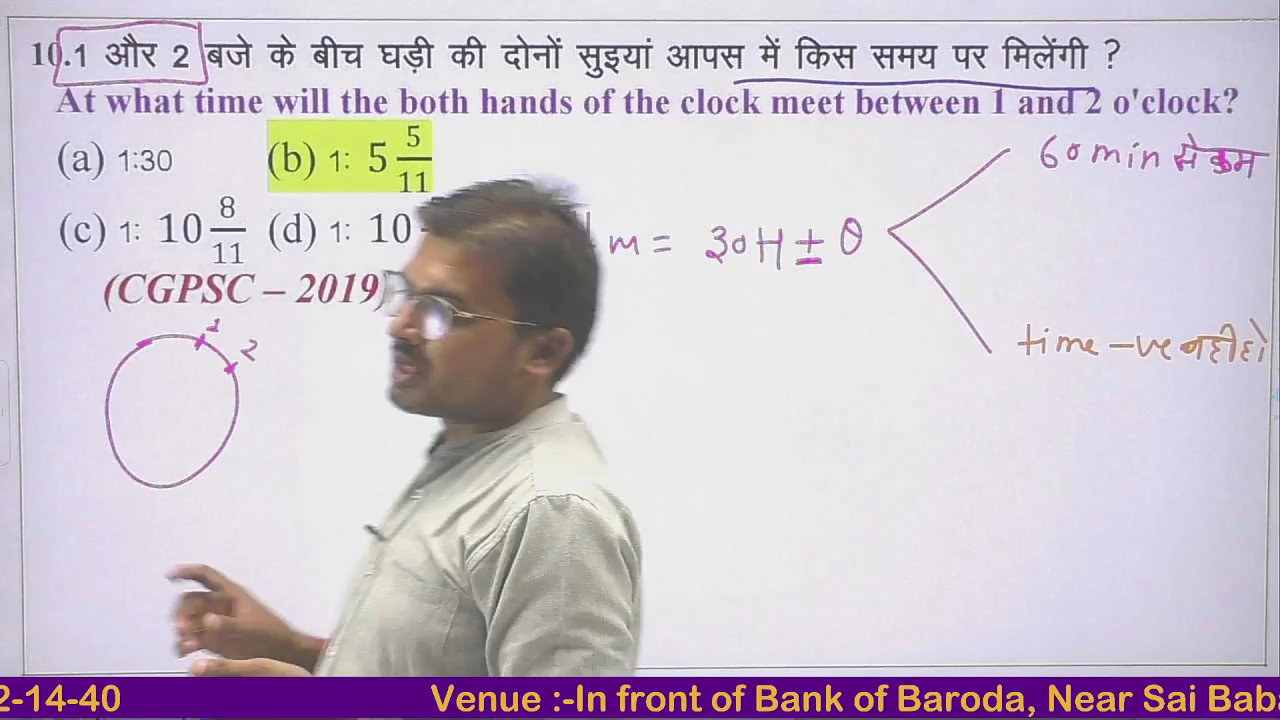 10.1 और 2 बजे के बीच घड़ी की दोनों सुइयां आपस में किस समय पर मिलेंगी ?
At what time will the both hands of the clock meet between 1 and 2 o'clock?
(a) 1:30 (b) 1: 5 5/11
(c) 1: 10 8/11 (d) 1: 10
(CGPSC – 2019)
60 min से कम
m = 30H ± θ
time -ve नही हो
1
2
2-14-40 Venue :-In front of Bank of Baroda, Near Sai Bab